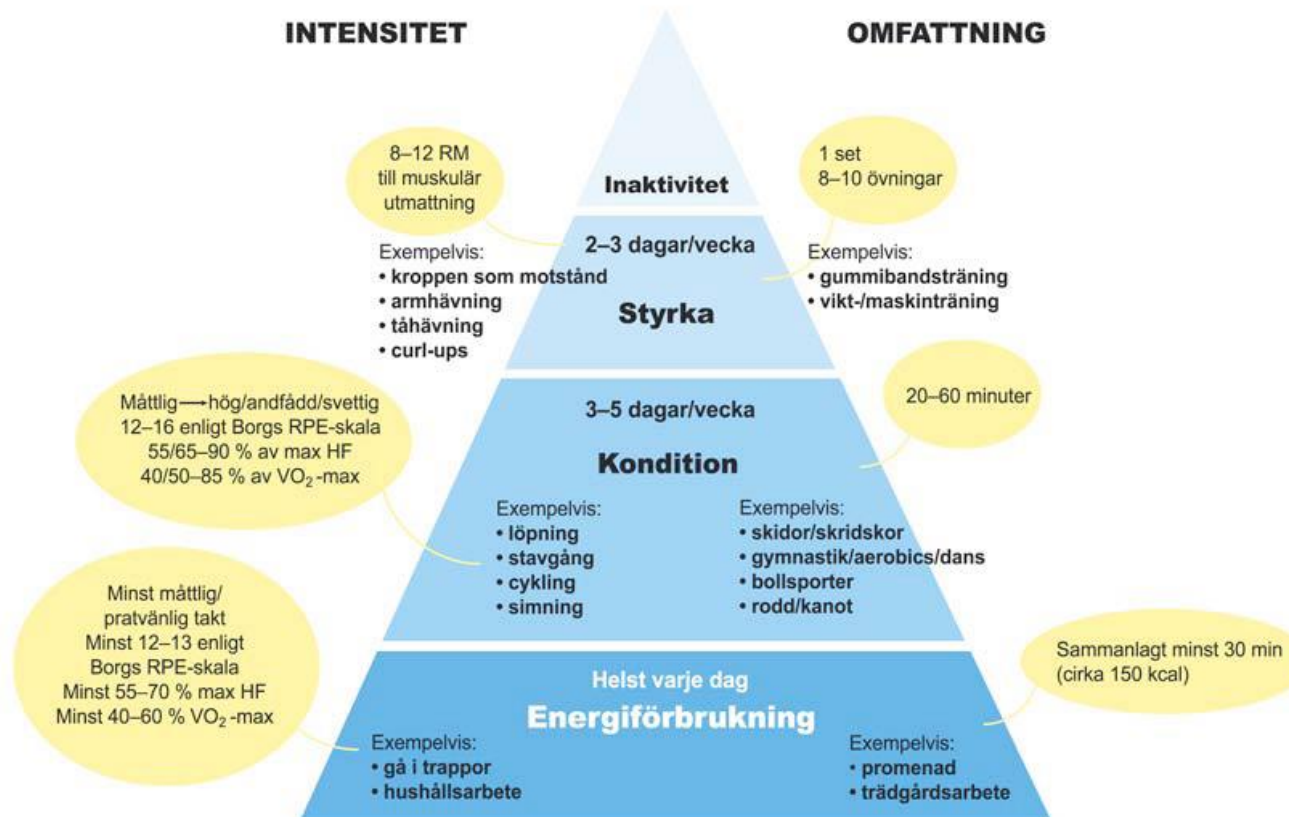 INTENSITET
OMFATTNING
8–12 RM
till muskulär
utmattning
1 set
8–10 övningar
Inaktivitet
2–3 dagar/vecka
Styrka
Exempelvis:
• kroppen som motstånd
• armhävning
• tåhävning
• curl-ups
Exempelvis:
• gummibandsträning
• vikt-/maskinträning
Måttlig→hög/andfådd/svettig
12–16 enligt Borgs RPE-skala
55/65–90 % av max HF
40/50–85 % av VO₂-max
20–60 minuter
3–5 dagar/vecka
Kondition
Exempelvis:
• löpning
• stavgång
• cykling
• simning
Exempelvis:
• skidor/skridskor
• gymnastik/aerobics/dans
• bollsporter
• rodd/kanot
Minst måttlig/
pratvänlig takt
Minst 12–13 enligt
Borgs RPE-skala
Minst 55–70 % max HF
Minst 40–60 % VO₂-max
Sammanlagt minst 30 min
(cirka 150 kcal)
Helst varje dag
Energiförbrukning
Exempelvis:
• gå i trappor
• hushållsarbete
Exempelvis:
• promenad
• trädgårdsarbete